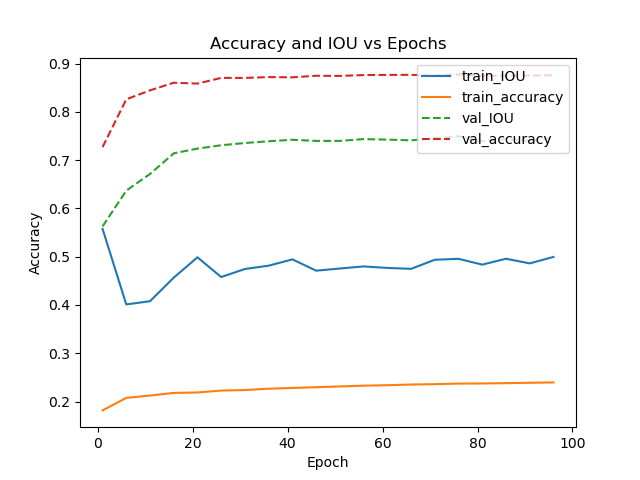 Accuracy and IOU vs Epochs
0.9
0.8
0.7
0.6
0.5
0.4
0.3
0.2
Accuracy
train_IOU
train_accuracy
val_IOU
val_accuracy
0 20 40 60 80 100
Epoch